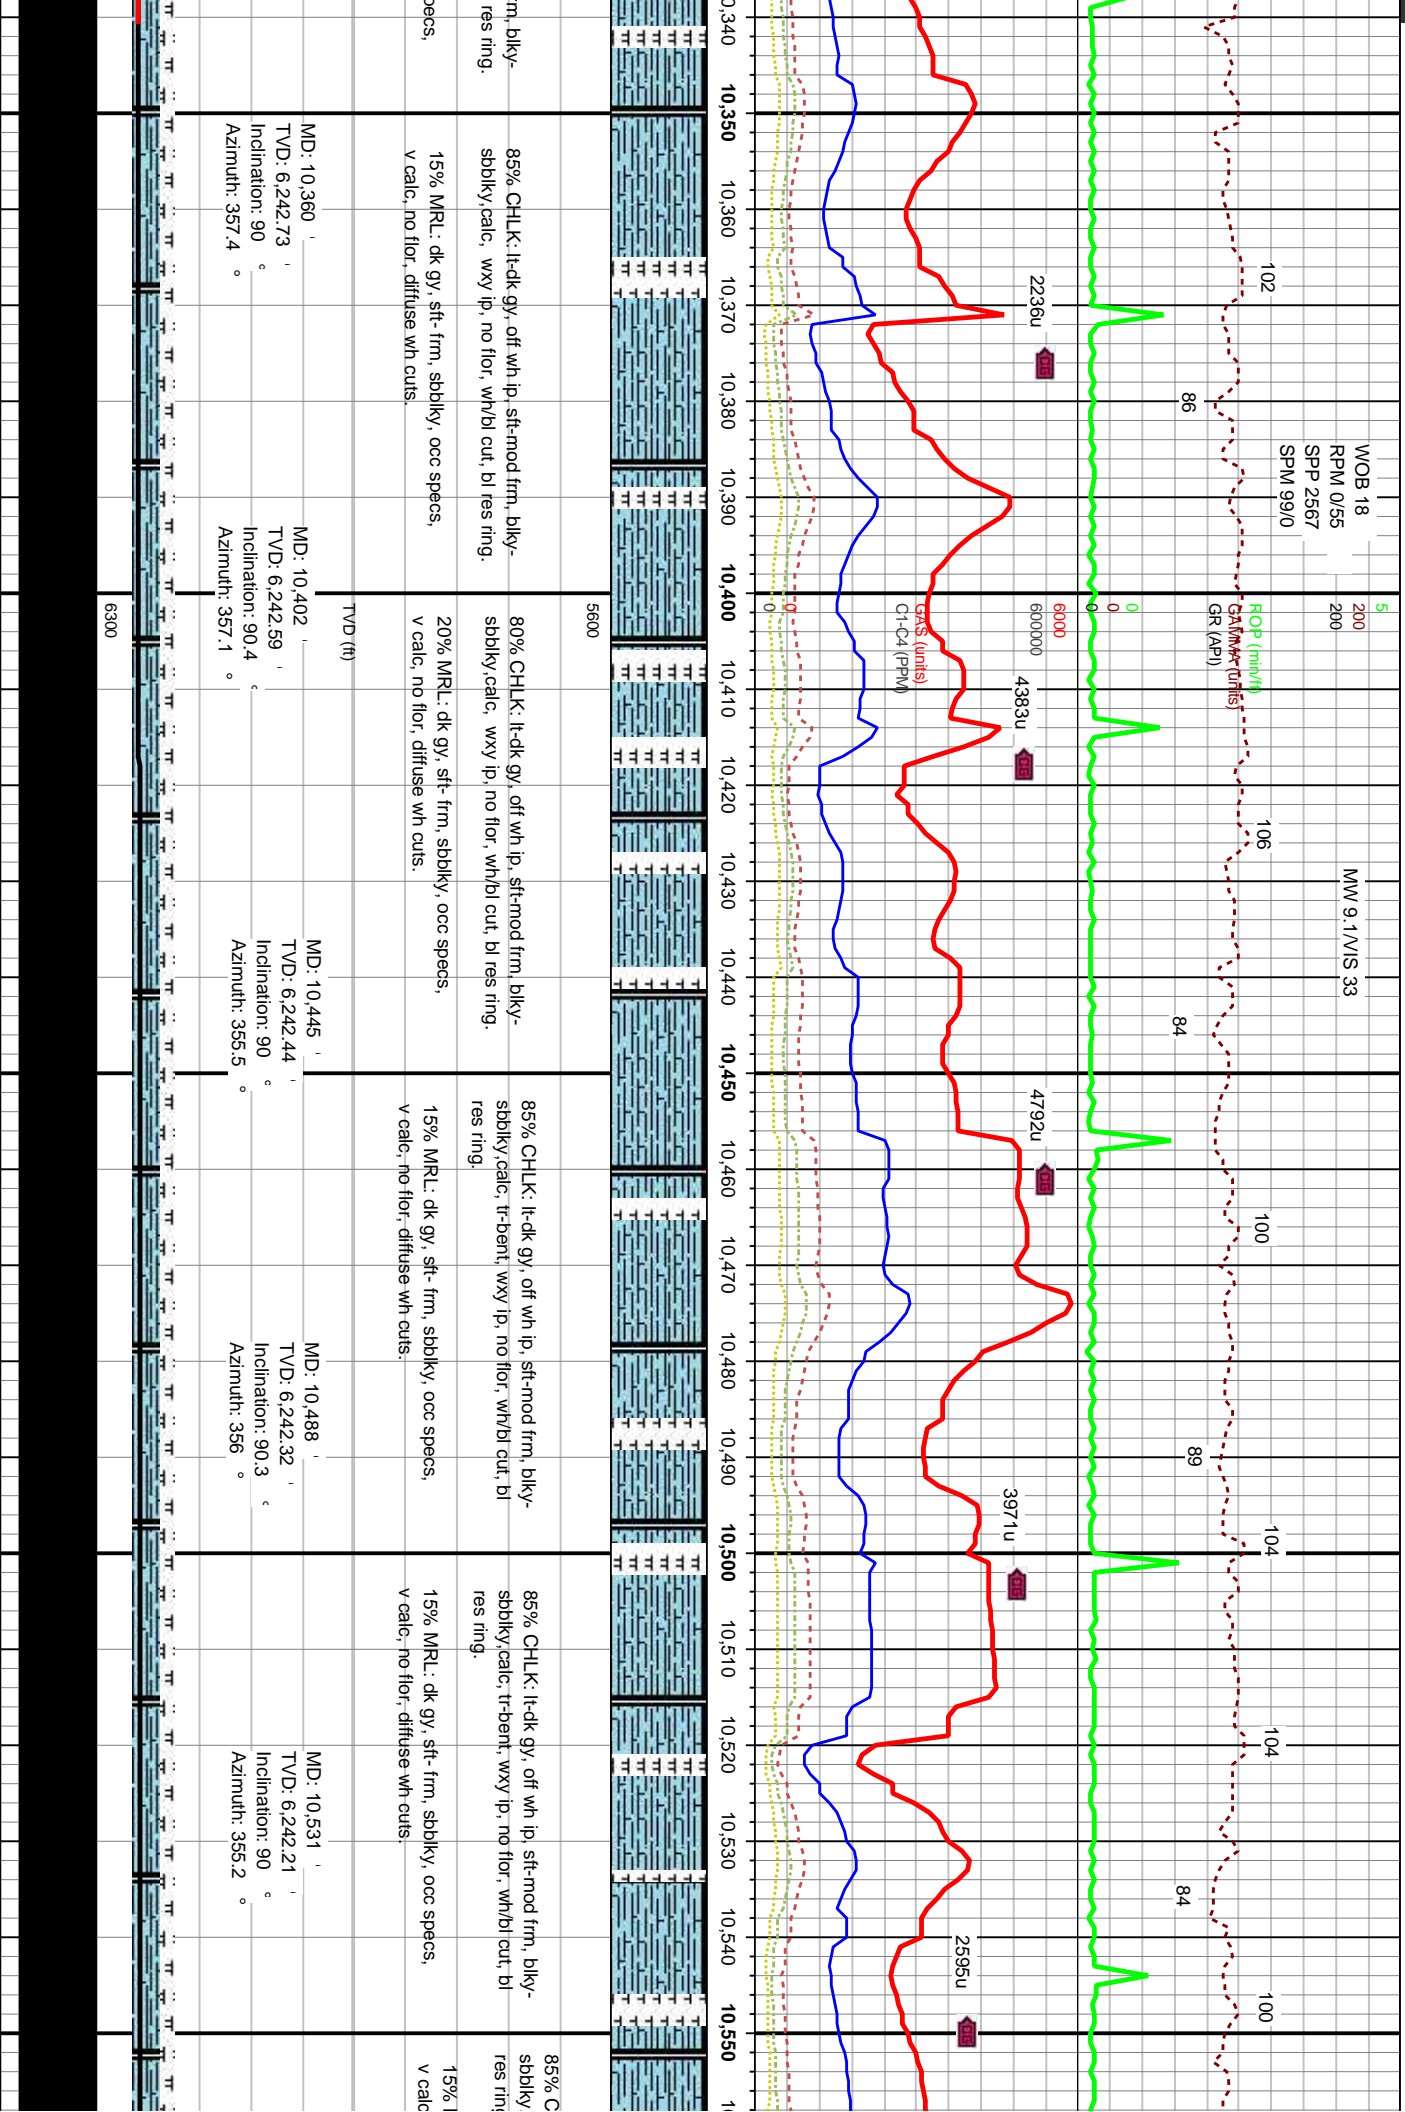 WOB 18
RPM 0/55
SPP 2567
SPM 99/0
MW 9.1/VIS 33
102
86
106
84
100
89
104
104
84
100
5
200
200
ROP (min/ft)
GAMMA (units)
GR (API)
0
0
0
6000
600000
GAS (units)
C1-C4 (PPM)
0
0
2236u
4383u
4792u
3971u
2595u
10,350
10,360
10,370
10,380
10,390
10,400
10,410
10,420
10,430
10,440
10,450
10,460
10,470
10,480
10,490
10,500
10,510
10,520
10,530
10,540
10,550
rm, blky-
res ring.
pecs,
85% CHLK: lt-dk gy, off wh ip, sft-mod frm, blky-
sbblky,calc, wxy ip, no flor, wh/bl cut, bl res ring.
15% MRL: dk gy, sft- frm, sbblky, occ specs,
v calc, no flor, diffuse wh cuts.
80% CHLK: lt-dk gy, off wh ip, sft-mod frm, blky-
sbblky,calc, wxy ip, no flor, wh/bl cut, bl res ring.
20% MRL: dk gy, sft- frm, sbblky, occ specs,
v calc, no flor, diffuse wh cuts.
85% CHLK: lt-dk gy, off wh ip, sft-mod frm, blky-
sbblky,calc, tr-bent, wxy ip, no flor, wh/bl cut, bl
res ring.
15% MRL: dk gy, sft- frm, sbblky, occ specs,
v calc, no flor, diffuse wh cuts.
85% CHLK: lt-dk gy, off wh ip, sft-mod frm, blky-
sbblky,calc, tr-bent, wxy ip, no flor, wh/bl cut, bl
res ring.
15% MRL: dk gy, sft- frm, sbblky, occ specs,
v calc, no flor, diffuse wh cuts.
85% C
sbblky
res ring
15%
v calc
5600
TVD (ft)
6300
MD: 10,360 '
TVD: 6,242.73 '
Inclination: 90 °
Azimuth: 357.4 °
MD: 10,402 '
TVD: 6,242.59 '
Inclination: 90.4 °
Azimuth: 357.1 °
MD: 10,445 '
TVD: 6,242.44 '
Inclination: 90 °
Azimuth: 355.5 °
MD: 10,488 '
TVD: 6,242.32 '
Inclination: 90.3 °
Azimuth: 356 °
MD: 10,531 '
TVD: 6,242.21 '
Inclination: 90 °
Azimuth: 355.2 °